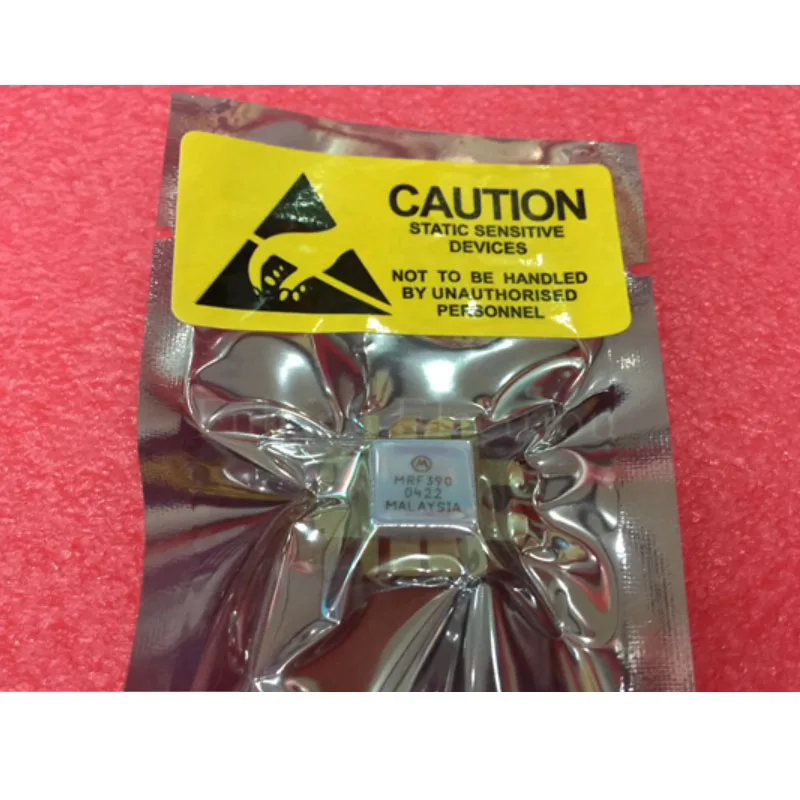 CAUTION
STATIC SENSITIVE
DEVICES
NOT TO BE HANDLED
BY UNAUTHORISED
PERSONNEL
M
MRF390
0422
MALAYSIA